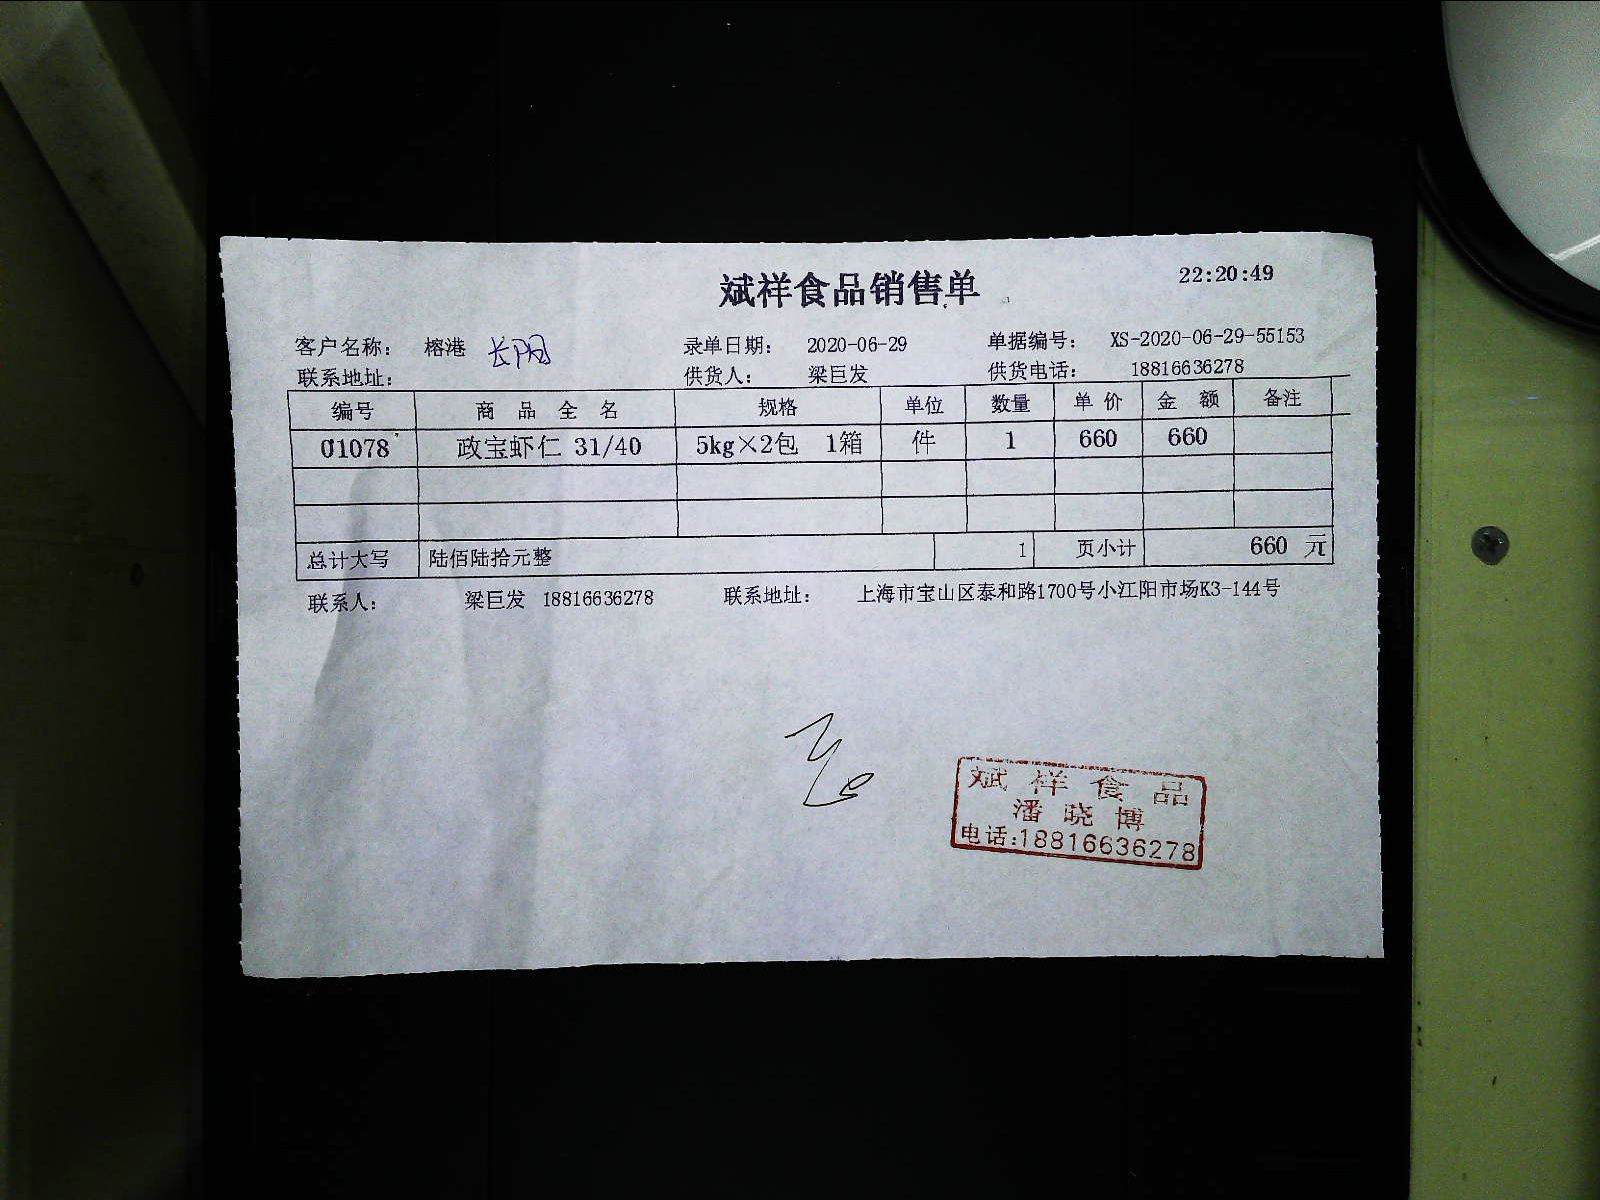 斌祥食品销售单 22:20:49
客户名称： 榕港 长阳 录单日期： 2020-06-29 单据编号： XS-2020-06-29-55153
联系地址： 供货人： 梁巨发 供货电话： 18816636278
编号 商品全名 规格 单位 数量 单价 金额 备注
01078 政宝虾仁 31/40 5kg×2包 1箱 件 1 660 660
总计大写 陆佰陆拾元整 1 页小计 660 元
联系人： 梁巨发 18816636278 联系地址： 上海市宝山区泰和路1700号小江阳市场K3-144号
斌祥食品
潘晓博
电话:18816636278